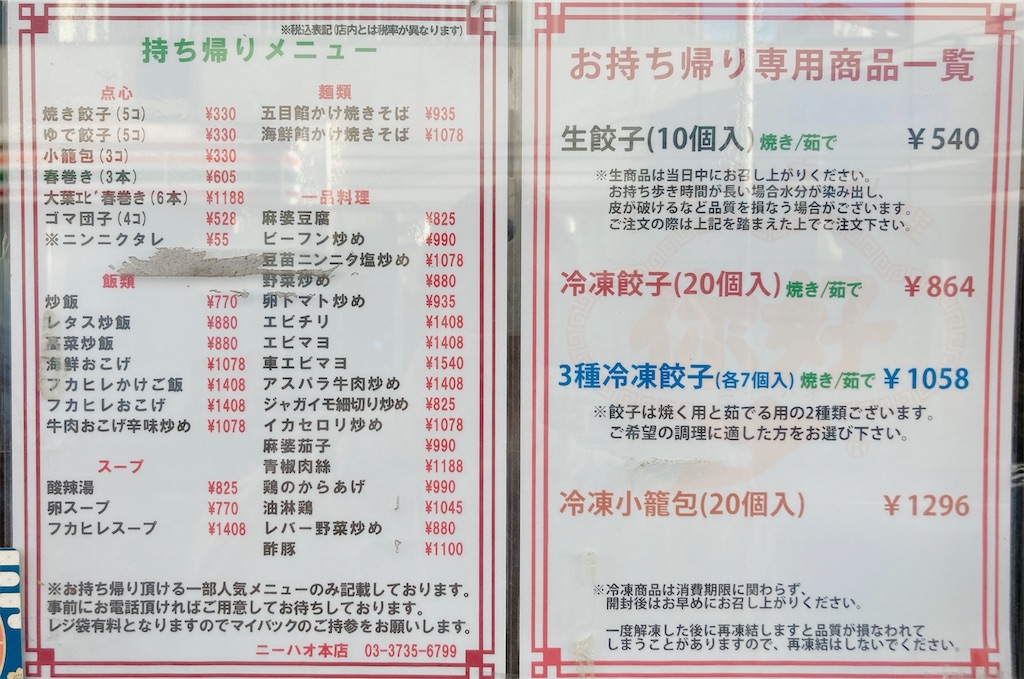 ※税込表記(店内とは税率が異なります)
持ち帰りメニュー
点心
焼き餃子(5コ) ¥330
ゆで餃子(5コ) ¥330
小籠包(3コ) ¥330
春巻き(3本) ¥605
大葉エビ春巻き(6本) ¥1188
ゴマ団子(4コ) ¥528
※ニンニクタレ ¥55
飯類
炒飯 ¥770
レタス炒飯 ¥880
高菜炒飯 ¥880
海鮮おこげ ¥1078
フカヒレかけご飯 ¥1408
フカヒレおこげ ¥1408
牛肉おこげ辛味炒め ¥1078
スープ
酸辣湯 ¥825
卵スープ ¥770
フカヒレスープ ¥1408
麺類
五目餡かけ焼きそば ¥935
海鮮餡かけ焼きそば ¥1078
一品料理
麻婆豆腐 ¥825
ビーフン炒め ¥990
豆苗ニンニク塩炒め ¥1078
野菜炒め ¥880
卵トマト炒め ¥935
エビチリ ¥1408
エビマヨ ¥1408
車エビマヨ ¥1540
アスパラ牛肉炒め ¥1408
ジャガイモ細切り炒め ¥825
イカセロリ炒め ¥1078
麻婆茄子 ¥990
青椒肉絲 ¥1188
鶏のからあげ ¥990
油淋鶏 ¥1045
レバー野菜炒め ¥880
酢豚 ¥1100
※お持ち帰り頂ける一部人気メニューのみ記載しております。
事前にお電話頂ければご用意してお待ちしております。
レジ袋有料となりますのでマイバックのご持参をお願いします。
ニーハオ本店 03-3735-6799
お持ち帰り専用商品一覧
生餃子(10個入) 焼き/茹で ¥540
※生商品は当日中にお召し上がりください。
お持ち歩き時間が長い場合水分が染み出し、
皮が破けるなど品質を損なう場合がございます。
ご注文の際は上記を踏まえた上でご注文下さい。
冷凍餃子(20個入) 焼き/茹で ¥864
3種冷凍餃子(各7個入) 焼き/茹で ¥1058
※餃子は焼く用と茹でる用の2種類ございます。
ご希望の調理に適した方をお選び下さい。
冷凍小籠包(20個入) ¥1296
※冷凍商品は消費期限に関わらず、
開封後はお早めにお召し上がりください。
一度解凍した後に再凍結しますと品質が損なわれて
しまうことがありますので、再凍結はしないでください。